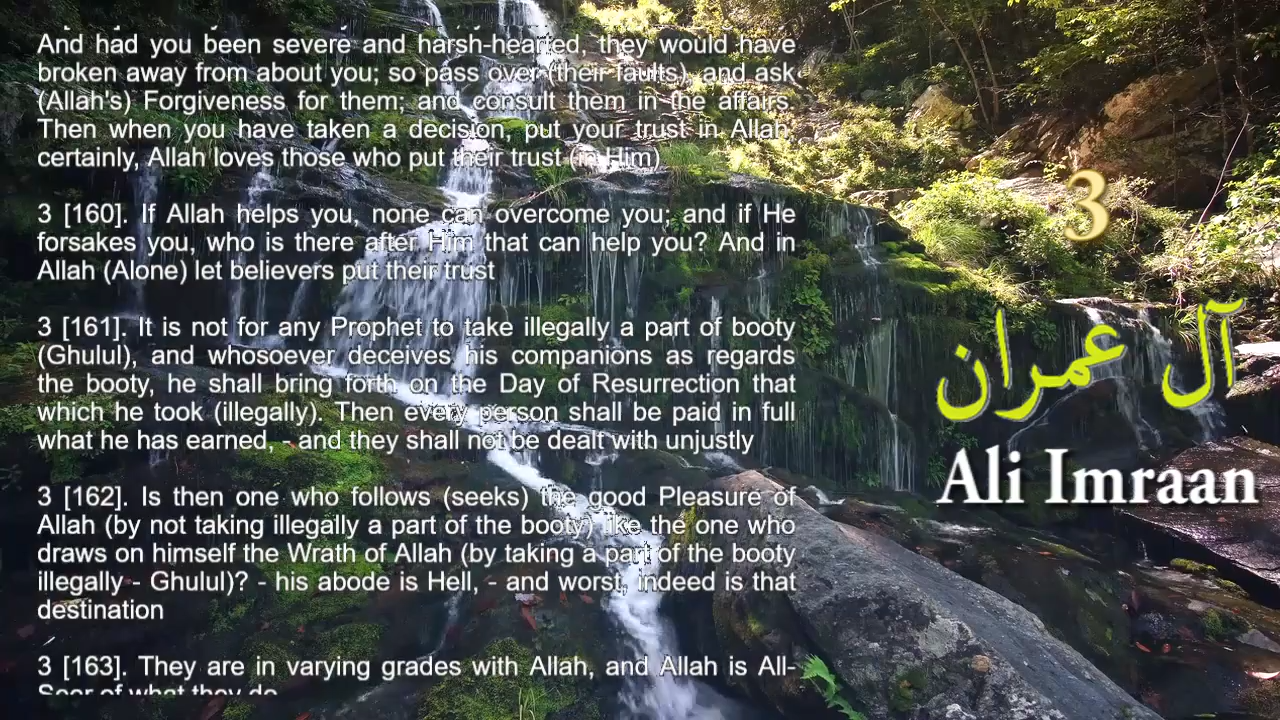 And had you been severe and harsh-hearted, they would have
broken away from about you; so pass over (their faults), and ask
(Allah's) Forgiveness for them; and consult them in the affairs.
Then when you have taken a decision, put your trust in Allah,
certainly, Allah loves those who put their trust (in Him)
3 [160]. If Allah helps you, none can overcome you; and if He
forsakes you, who is there after Him that can help you? And in
Allah (Alone) let believers put their trust
3 [161]. It is not for any Prophet to take illegally a part of booty
(Ghulul), and whosoever deceives his companions as regards
the booty, he shall bring forth on the Day of Resurrection that
which he took (illegally). Then every person shall be paid in full
what he has earned, - and they shall not be dealt with unjustly
3 [162]. Is then one who follows (seeks) the good Pleasure of
Allah (by not taking illegally a part of the booty) like the one who
draws on himself the Wrath of Allah (by taking a part of the booty
illegally - Ghulul)? - his abode is Hell, - and worst, indeed is that
destination
3 [163]. They are in varying grades with Allah, and Allah is All-
Seer of what they do
3
آل عمران
Ali Imraan